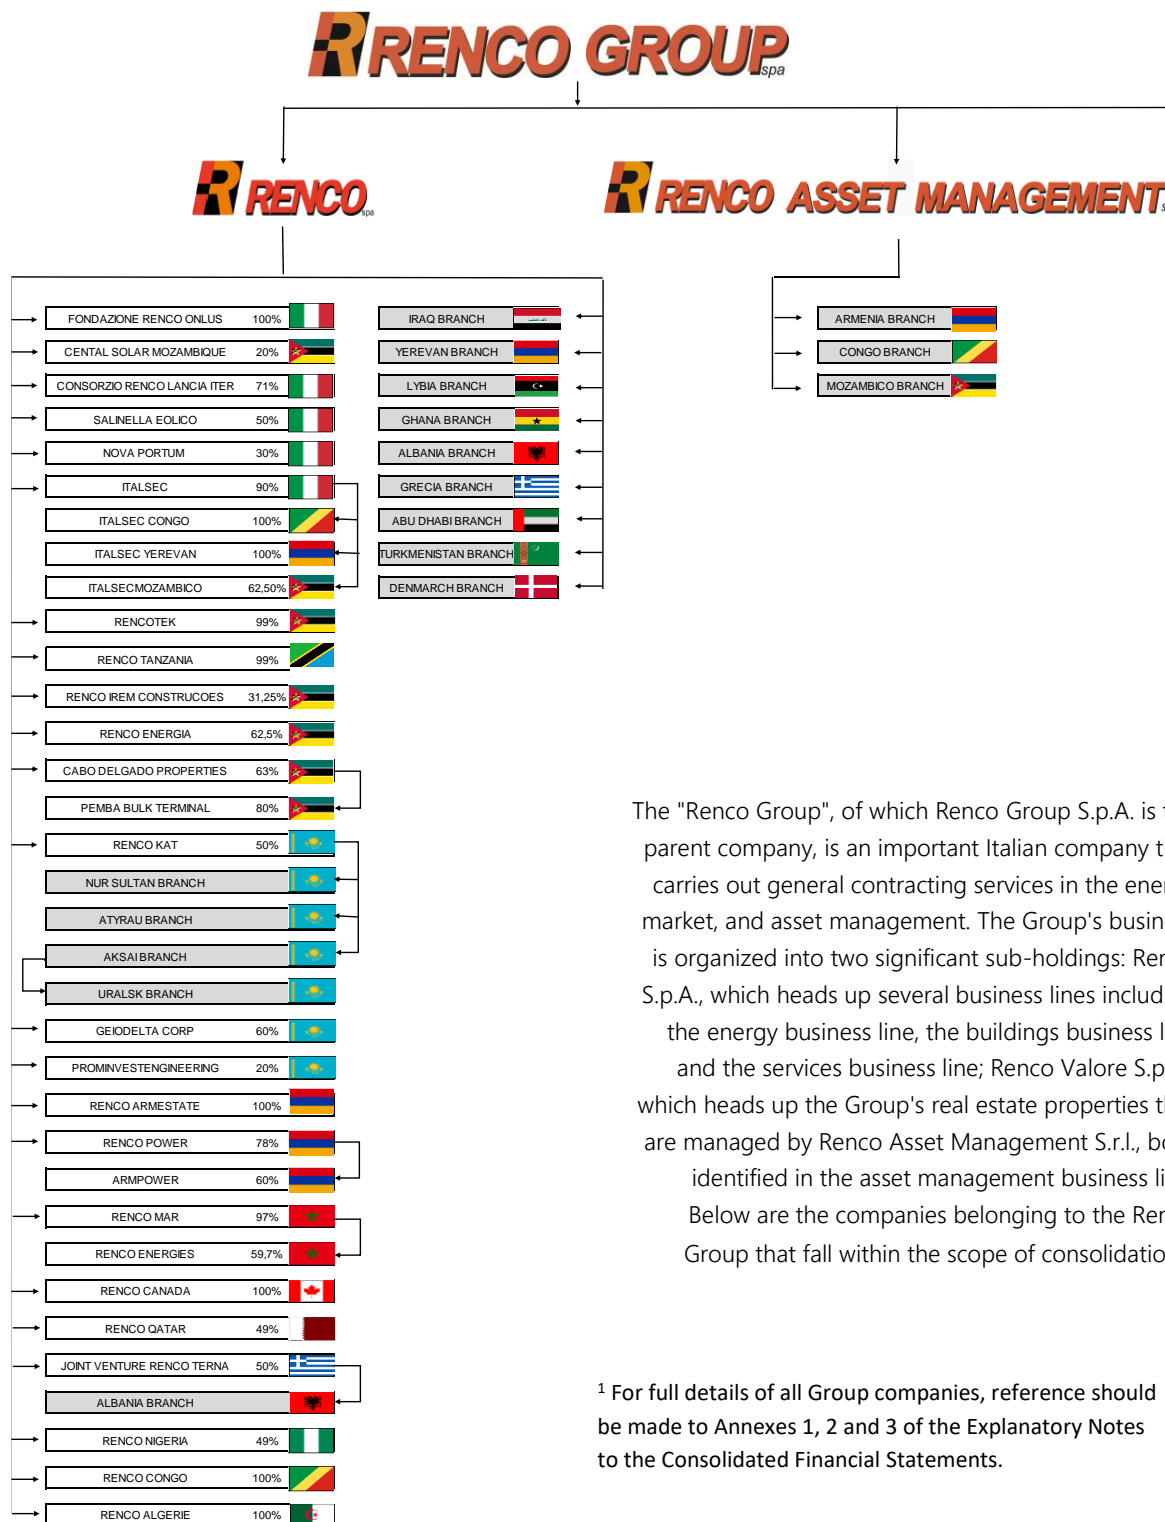 RENCO GROUP spa
RENCO spa
RENCO ASSET MANAGEMENT
FONDAZIONE RENCO ONLUS 100%
CENTAL SOLAR MOZAMBIQUE 20%
CONSORZIO RENCO LANCIA ITER 71%
SALINELLA EOLICO 50%
NOVA PORTUM 30%
ITALSEC 90%
ITALSEC CONGO 100%
ITALSEC YEREVAN 100%
ITALSECMOZAMBICO 62,50%
RENCOTEK 99%
RENCO TANZANIA 99%
RENCO IREM CONSTRUCOES 31,25%
RENCO ENERGIA 62,5%
CABO DELGADO PROPERTIES 63%
PEMBA BULK TERMINAL 80%
RENCO KAT 50%
NUR SULTAN BRANCH
ATYRAU BRANCH
AKSAI BRANCH
URALSK BRANCH
GEIODELTA CORP 60%
PROMINVESTENGINEERING 20%
RENCO ARMESTATE 100%
RENCO POWER 78%
ARMPOWER 60%
RENCO MAR 97%
RENCO ENERGIES 59,7%
RENCO CANADA 100%
RENCO QATAR 49%
JOINT VENTURE RENCO TERNA 50%
ALBANIA BRANCH
RENCO NIGERIA 49%
RENCO CONGO 100%
RENCO ALGERIE 100%
IRAQ BRANCH
YEREVAN BRANCH
LYBIA BRANCH
GHANA BRANCH
ALBANIA BRANCH
GRECIA BRANCH
ABU DHABI BRANCH
TURKMENISTAN BRANCH
DENMARCH BRANCH
ARMENIA BRANCH
CONGO BRANCH
MOZAMBICO BRANCH
The "Renco Group", of which Renco Group S.p.A. is
parent company, is an important Italian company
carries out general contracting services in the
market, and asset management. The Group's
is organized into two significant sub-holdings:
S.p.A., which heads up several business lines
the energy business line, the buildings business
and the services business line; Renco Valore
which heads up the Group's real estate properties
are managed by Renco Asset Management S.r.l.,
identified in the asset management business
Below are the companies belonging to the
Group that fall within the scope of
1 For full details of all Group companies, reference should
be made to Annexes 1, 2 and 3 of the Explanatory Notes
to the Consolidated Financial Statements.